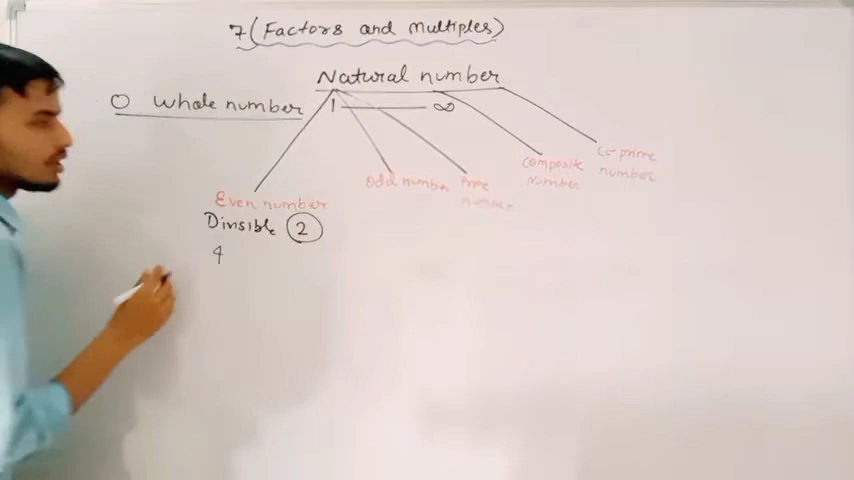 7 (Factors and multiples)
Natural number
0 whole number 1 ∞
Even number
Odd number
Prime number
Composite number
Co-prime number
Divisible 2
4